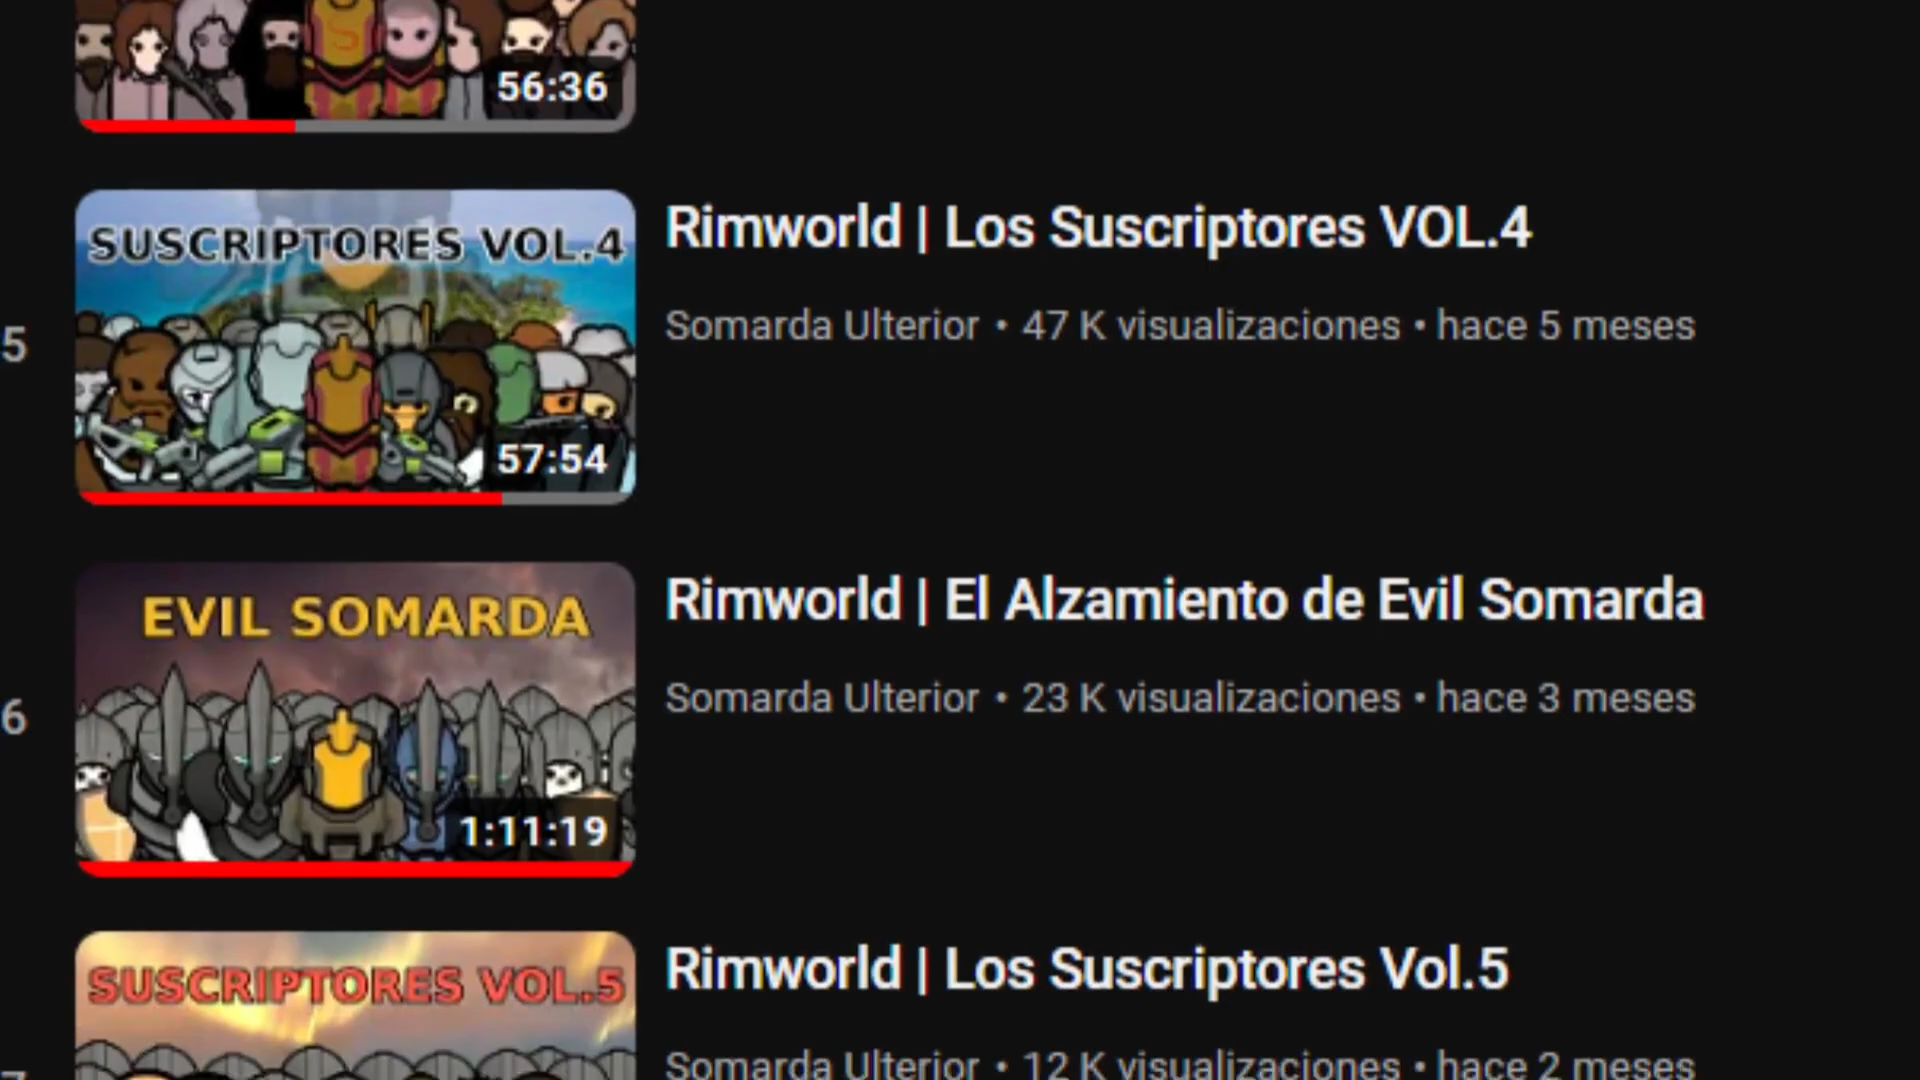 56:36
5
SUSCRIPTORES VOL.4
57:54
Rimworld | Los Suscriptores VOL.4
Somarda Ulterior • 47 K visualizaciones • hace 5 meses
6
EVIL SOMARDA
1:11:19
Rimworld | El Alzamiento de Evil Somarda
Somarda Ulterior • 23 K visualizaciones • hace 3 meses
7
SUSCRIPTORES VOL.5
Rimworld | Los Suscriptores Vol.5
Somarda Ulterior • 12 K visualizaciones • hace 2 meses